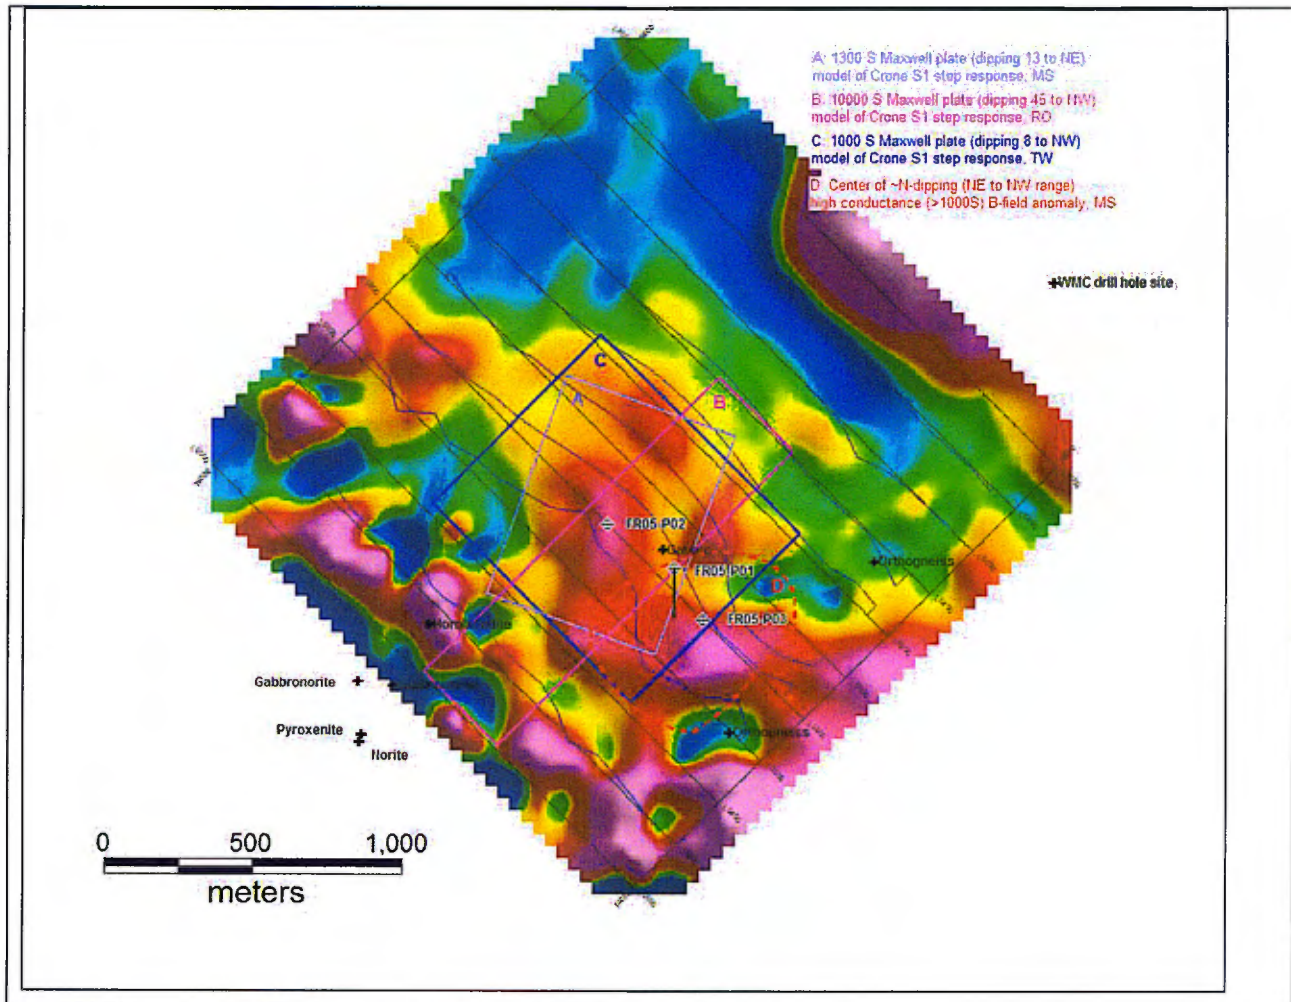 A: 1300 S Maxwell plate (dipping 13 to NE)
model of Crone S1 step response, MS
B: 10000 S Maxwell plate (dipping 45 to NW)
model of Crone S1 step response, RO
C: 1000 S Maxwell plate (dipping 8 to NW)
model of Crone S1 step response, TW
D: Center of ~N-dipping (NE to NW range)
high conductance (>1000S) B-field anomaly, MS
WMC drill hole site
C
B
A
FR05-P02
Orthogneiss
FR05-P01
D
FR05-P03
Gabbronorite
Pyroxenite
Norite
0 500 1,000
meters